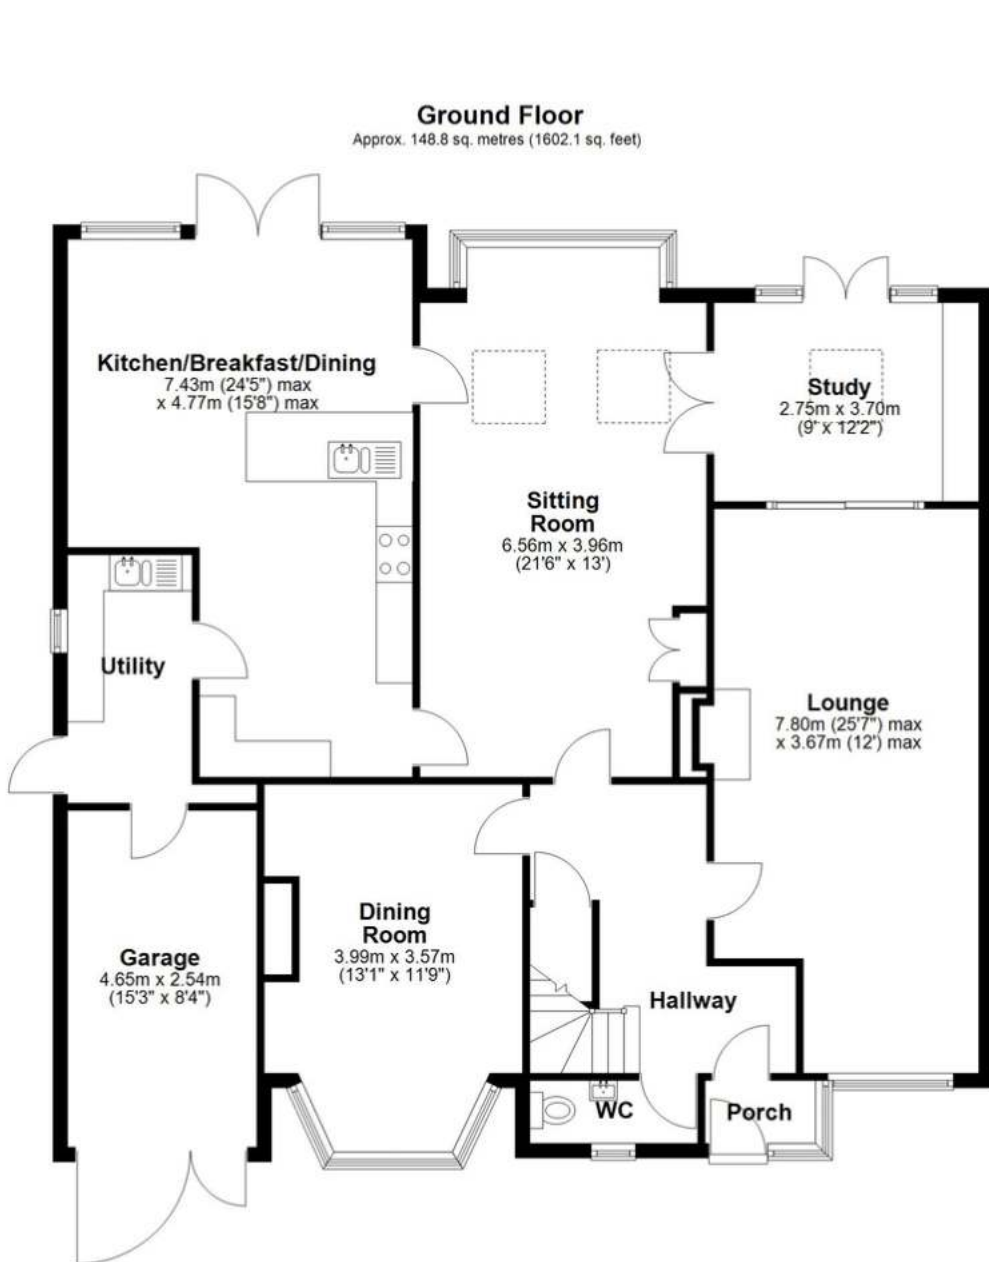 Ground Floor
Approx. 148.8 sq. metres (1602.1 sq. feet)
Kitchen/Breakfast/Dining
7.43m (24'5") max
x 4.77m (15'8") max
Study
2.75m x 3.70m
(9' x 12'2")
Sitting
Room
6.56m x 3.96m
(21'6" x 13')
Utility
Lounge
7.80m (25'7") max
x 3.67m (12') max
Dining
Room
3.99m x 3.57m
(13'1" x 11'9")
Garage
4.65m x 2.54m
(15'3" x 8'4")
Hallway
WC
Porch